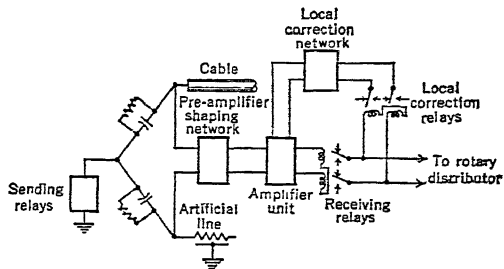 Local
correction network
Cable
Pre-amplifier
shaping network
Local
correction
relays
Sending
relays
Artificial
line
Amplifier
unit
Receiving
relays
To rotary
distributor